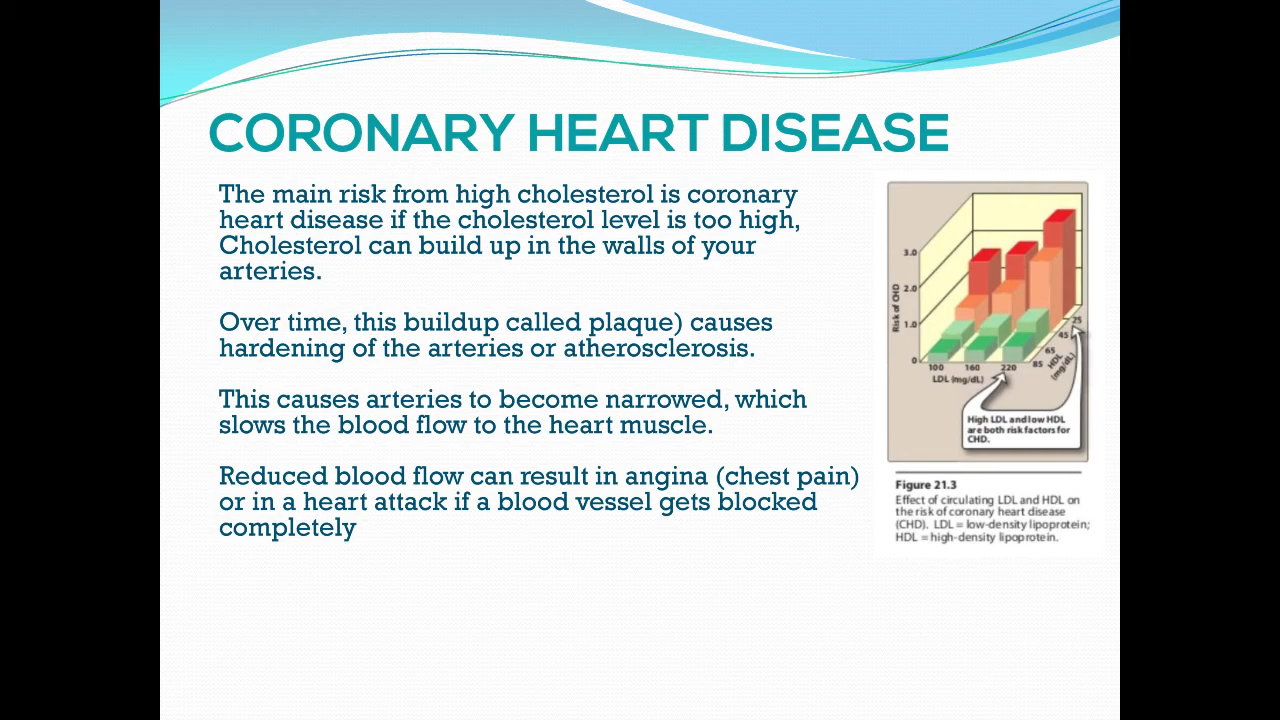 CORONARY HEART DISEASE
The main risk from high cholesterol is coronary
heart disease if the cholesterol level is too high,
Cholesterol can build up in the walls of your
arteries.
Over time, this buildup called plaque) causes
hardening of the arteries or atherosclerosis.
This causes arteries to become narrowed, which
slows the blood flow to the heart muscle.
Reduced blood flow can result in angina (chest pain)
or in a heart attack if a blood vessel gets blocked
completely
Risk of CHD
3.0
2.0
1.0
0
100 160 220
LDL (mg/dL)
25
45
65
85
HDL
(mg/dL)
High LDL and low HDL
are both risk factors for
CHD.
Figure 21.3
Effect of circulating LDL and HDL on
the risk of coronary heart disease
(CHD). LDL = low-density lipoprotein;
HDL = high-density lipoprotein.